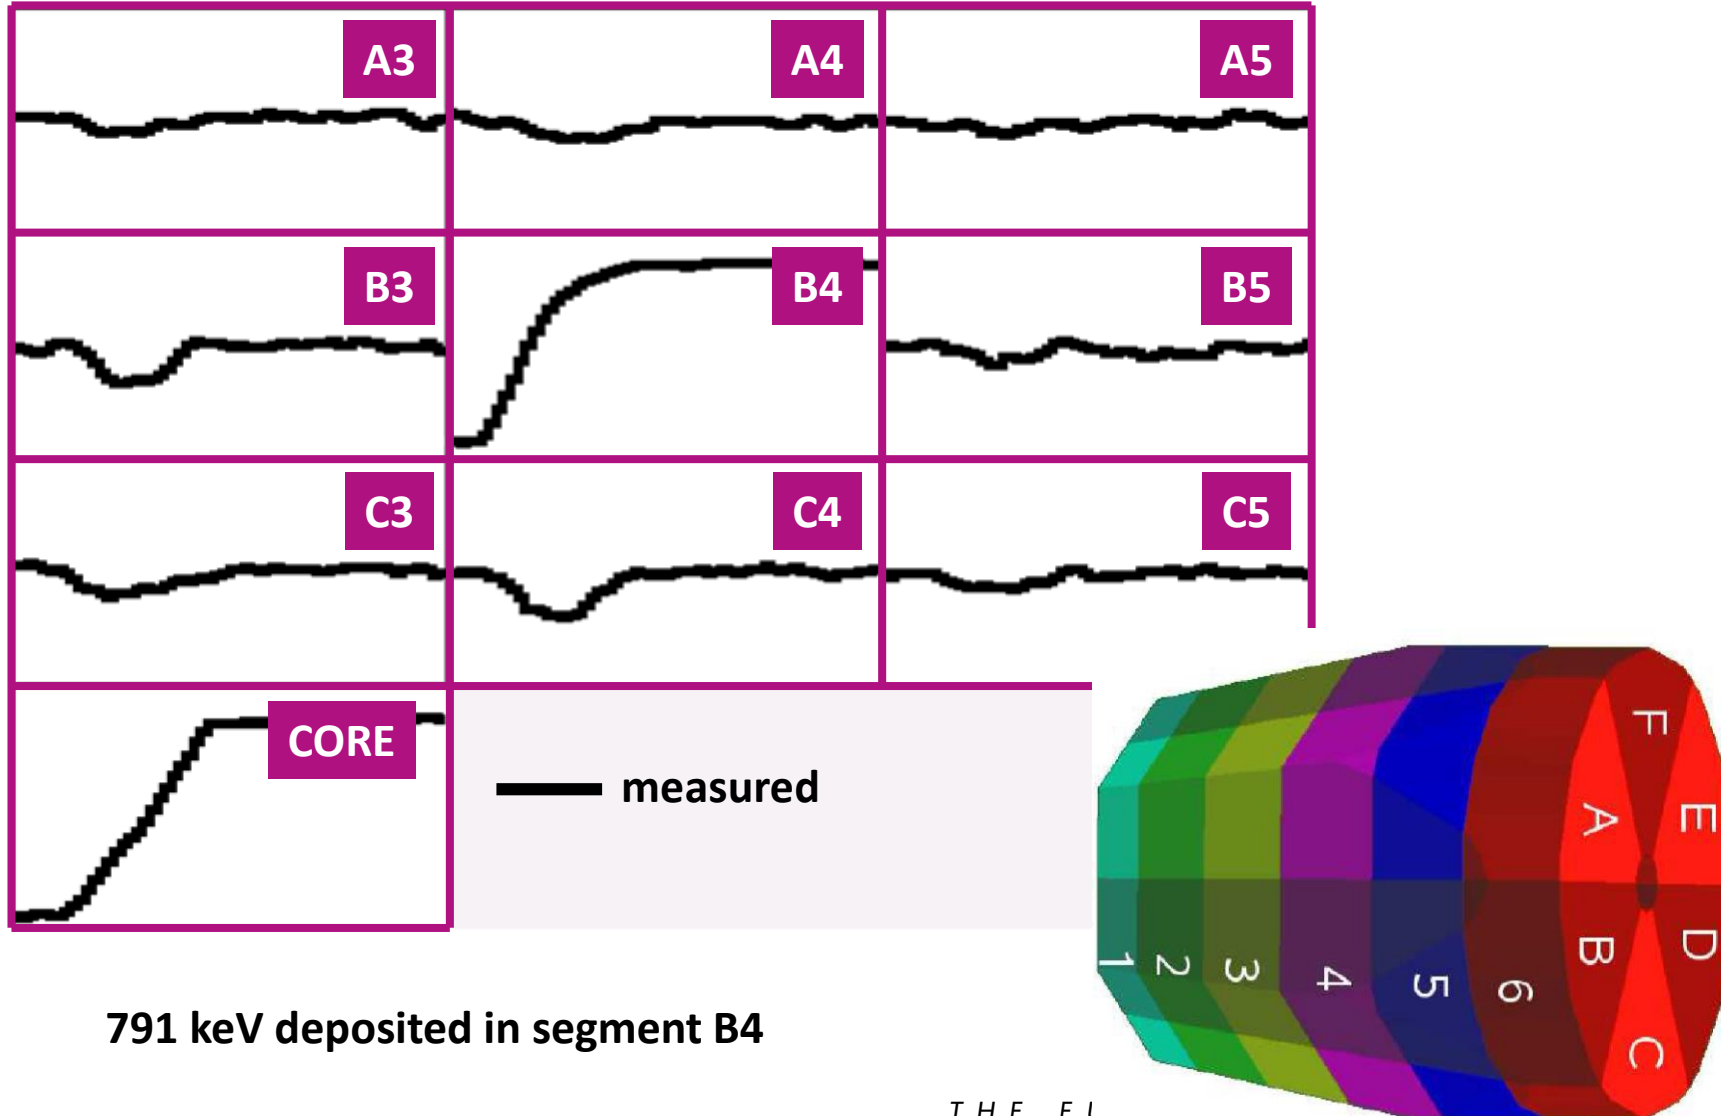 A3 A4 A5
B3 B4 B5
C3 C4 C5
CORE
measured
791 keV deposited in segment B4
F
A E
B D
C
1 2 3 4 5 6
THE